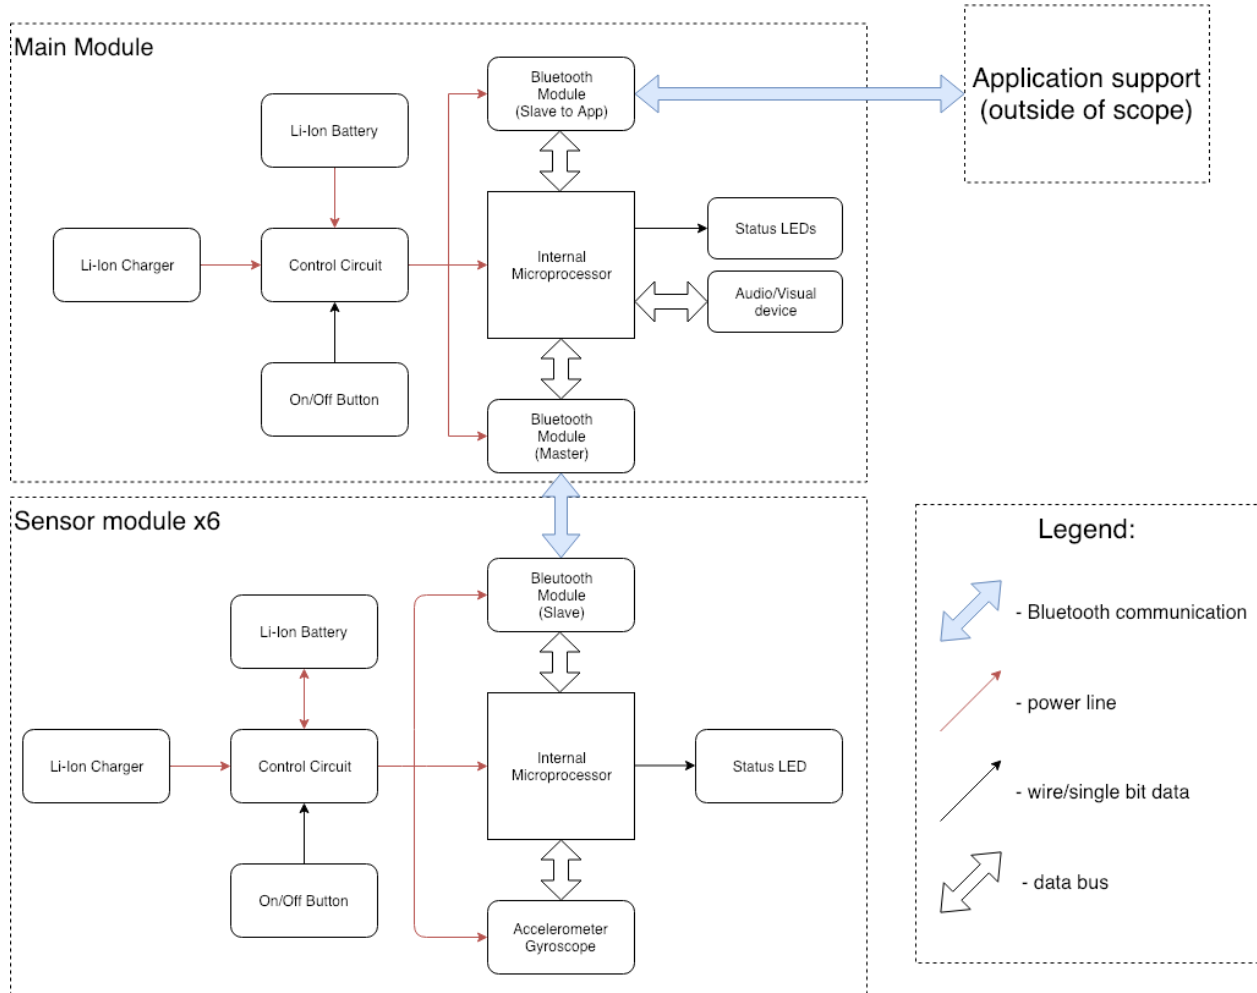 Main Module
Bluetooth
Module
(Slave to App)
Application support
(outside of scope)
Li-Ion Battery
Li-Ion Charger
Control Circuit
Internal
Microprocessor
Status LEDs
Audio/Visual
device
On/Off Button
Bluetooth
Module
(Master)
Sensor module x6
Bleutooth
Module
(Slave)
Li-Ion Battery
Li-Ion Charger
Control Circuit
Internal
Microprocessor
Status LED
On/Off Button
Accelerometer
Gyroscope
Legend:
- Bluetooth communication
- power line
- wire/single bit data
- data bus